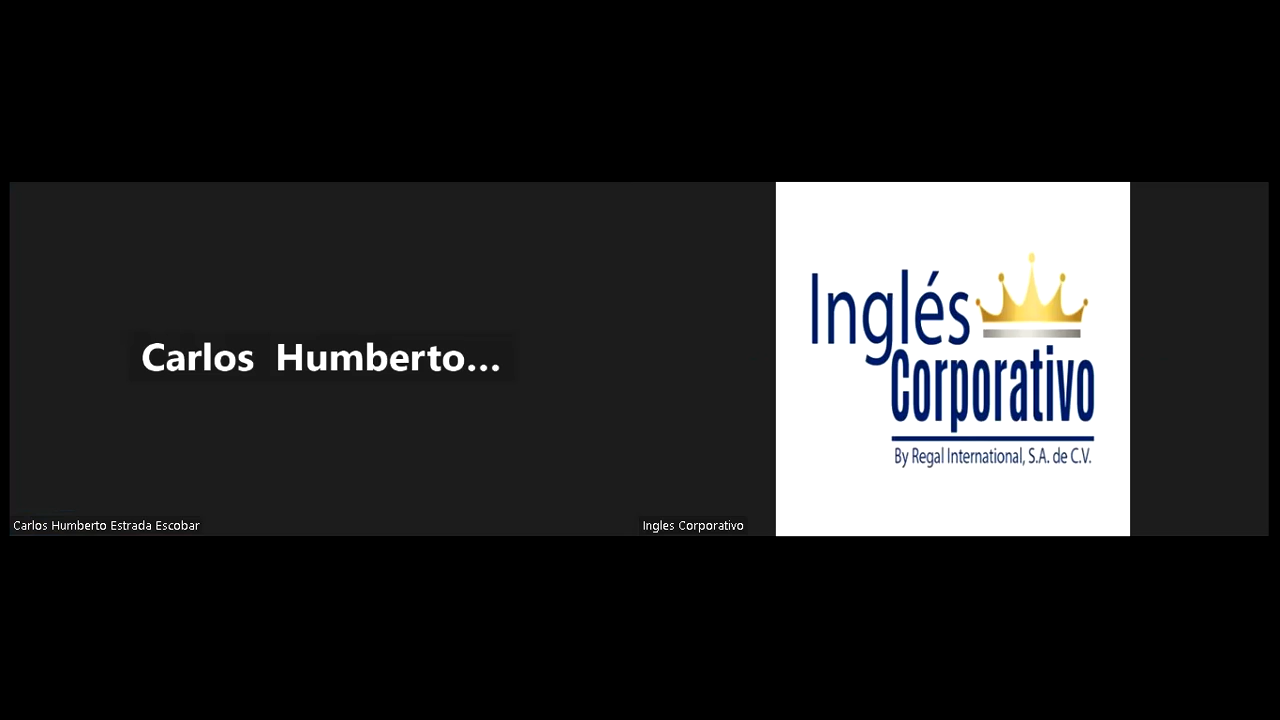 Carlos Humberto...
Carlos Humberto Estrada Escobar
Ingles Corporativo
Inglés
Corporativo
By Regal International, S.A. de C.V.